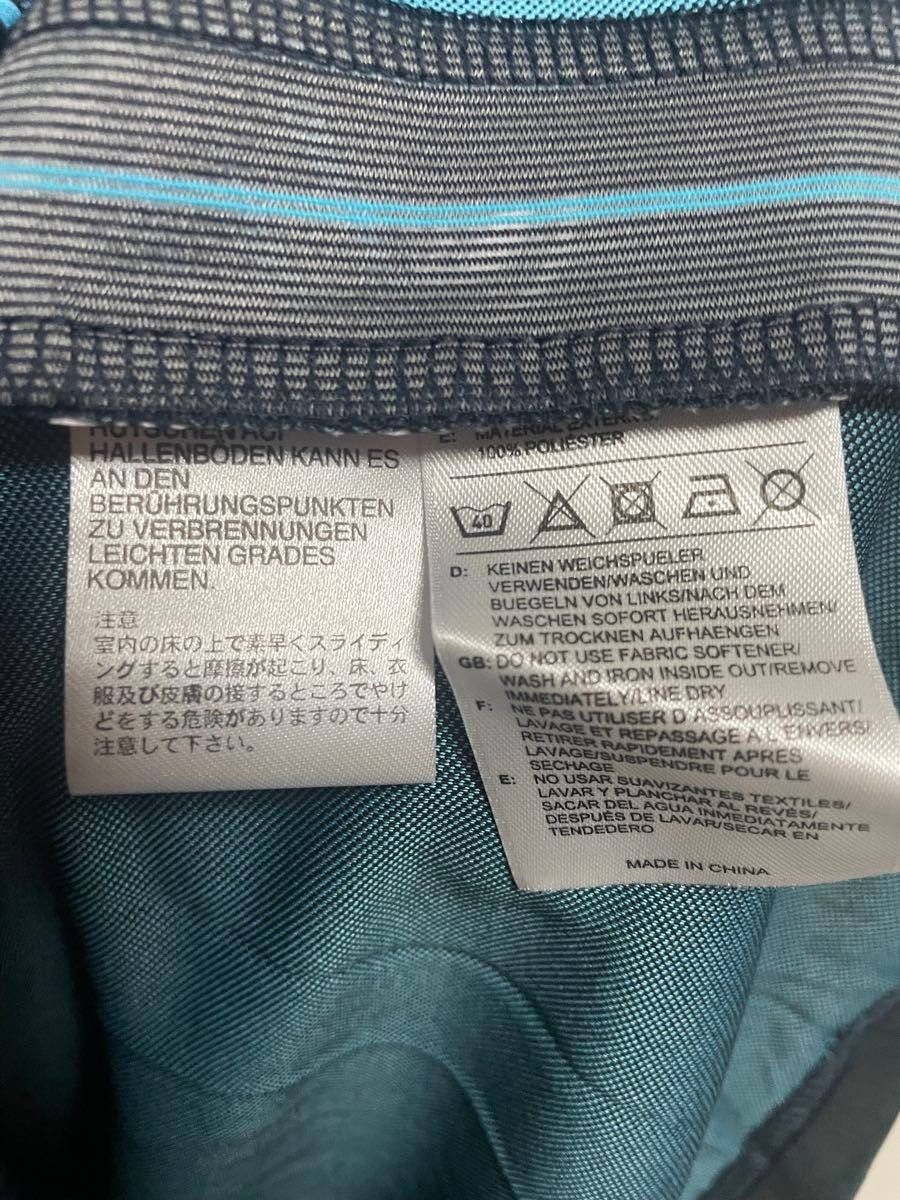 RUTSCHEN AUF
HALLENBÖDEN KANN ES
AN DEN
BERÜHRUNGSPUNKTEN
ZU VERBRENNUNGEN
LEICHTEN GRADES
KOMMEN.
注意
室内の床の上で素早くスライディ
ングすると摩擦が起こり、床、衣
服及び皮膚の接するところでやけ
どをする危険がありますので十分
注意して下さい。
E: MATERIAL
100% POLIESTER
40
D: KEINEN WEICHSPUELER
VERWENDEN/WASCHEN UND
BUEGELN VON LINKS/NACH DEM
WASCHEN SOFORT HERAUSNEHMEN/
ZUM TROCKNEN AUFHAENGEN
GB: DO NOT USE FABRIC SOFTENER/
WASH AND IRON INSIDE OUT/REMOVE
IMMEDIATELY/LINE DRY
F: NE PAS UTILISER D'ASSOUPLISSANT/
LAVAGE ET REPASSAGE A L'ENVERS/
RETIRER RAPIDEMENT APRES
LAVAGE/SUSPENDRE POUR LE
SECHAGE
E: NO USAR SUAVIZANTES TEXTILES/
LAVAR Y PLANCHAR AL REVÉS/
SACAR DEL AGUA INMEDIATAMENTE
DESPUÉS DE LAVAR/SECAR EN
TENDEDERO
MADE IN CHINA